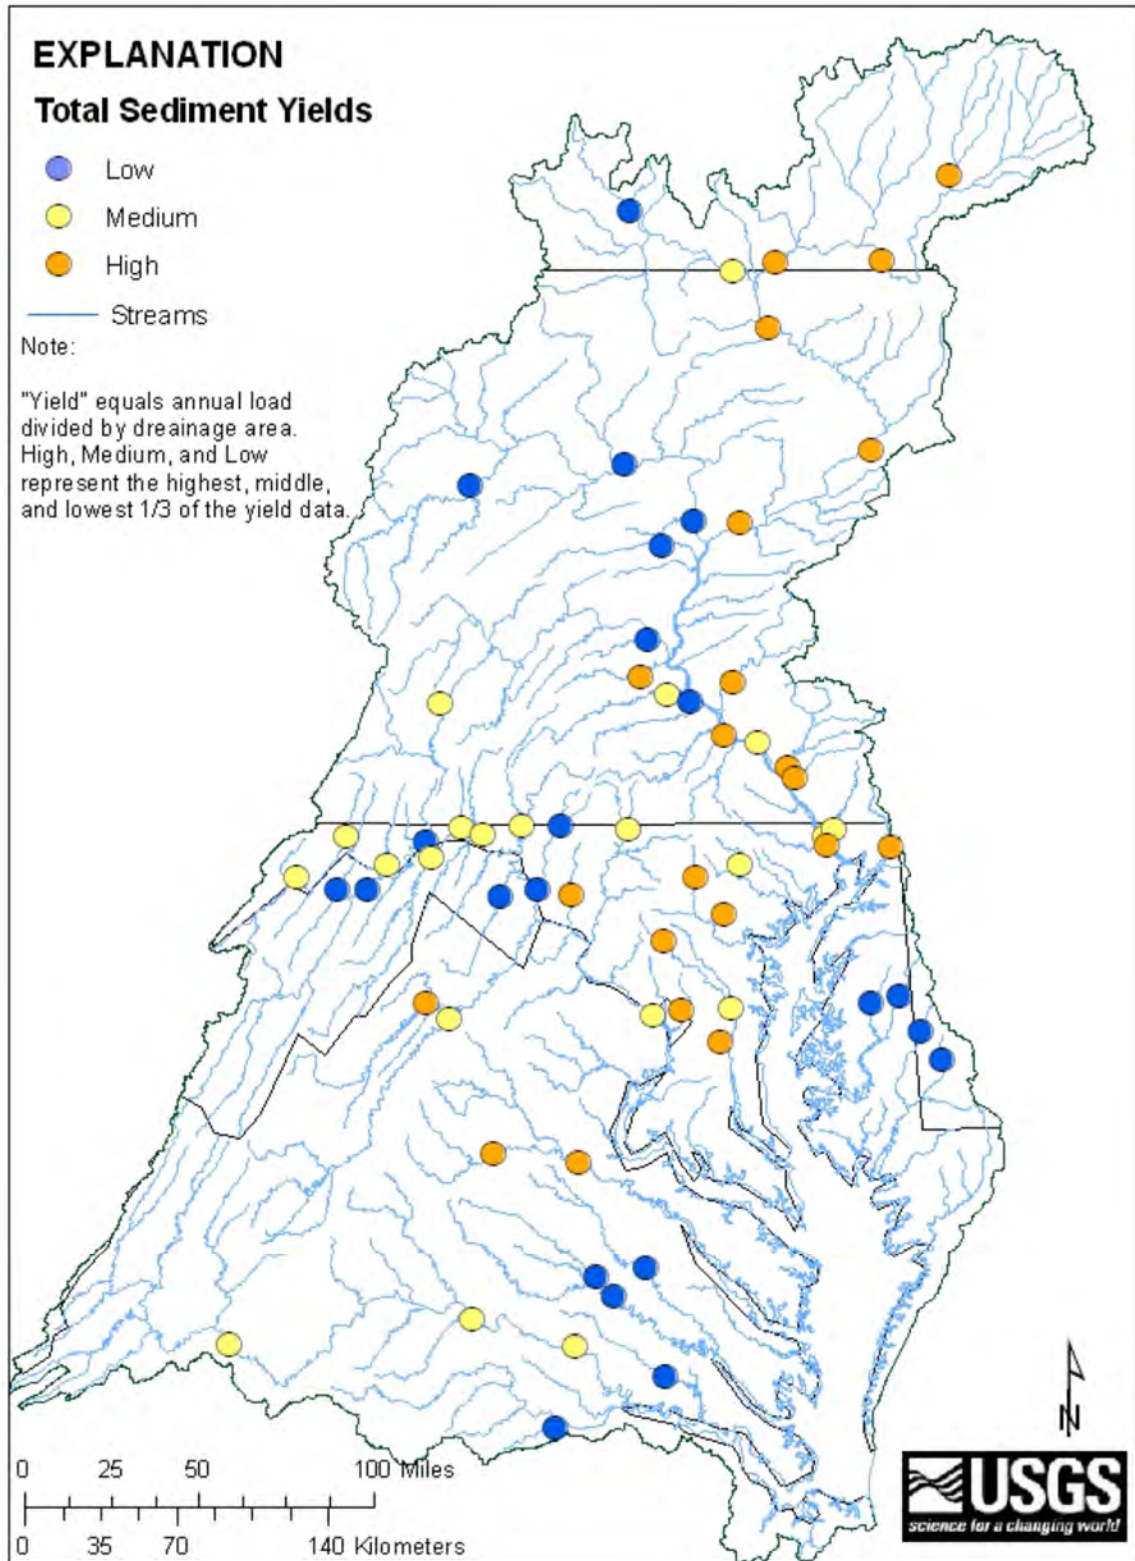 EXPLANATION
Total Sediment Yields
Low
Medium
High
Streams
Note:
"Yield" equals annual load
divided by dreainage area.
High, Medium, and Low
represent the highest, middle,
and lowest 1/3 of the yield data.
N
0 25 50 100 Miles
0 35 70 140 Kilometers
USGS
science for a changing world